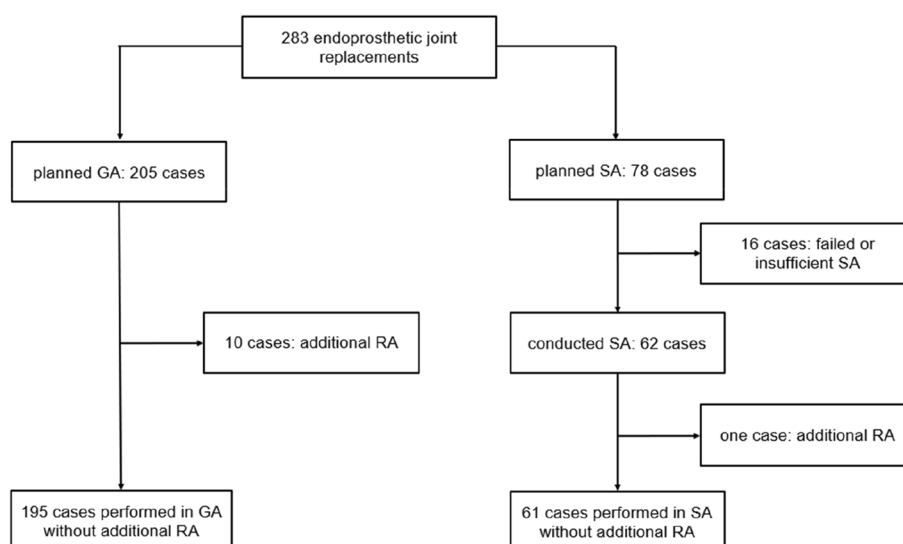 283 endoprosthetic joint
replacements
planned GA: 205 cases
planned SA: 78 cases
16 cases: failed or
insufficient SA
10 cases: additional RA
conducted SA: 62 cases
one case: additional RA
195 cases performed in GA
without additional RA
61 cases performed in SA
without additional RA